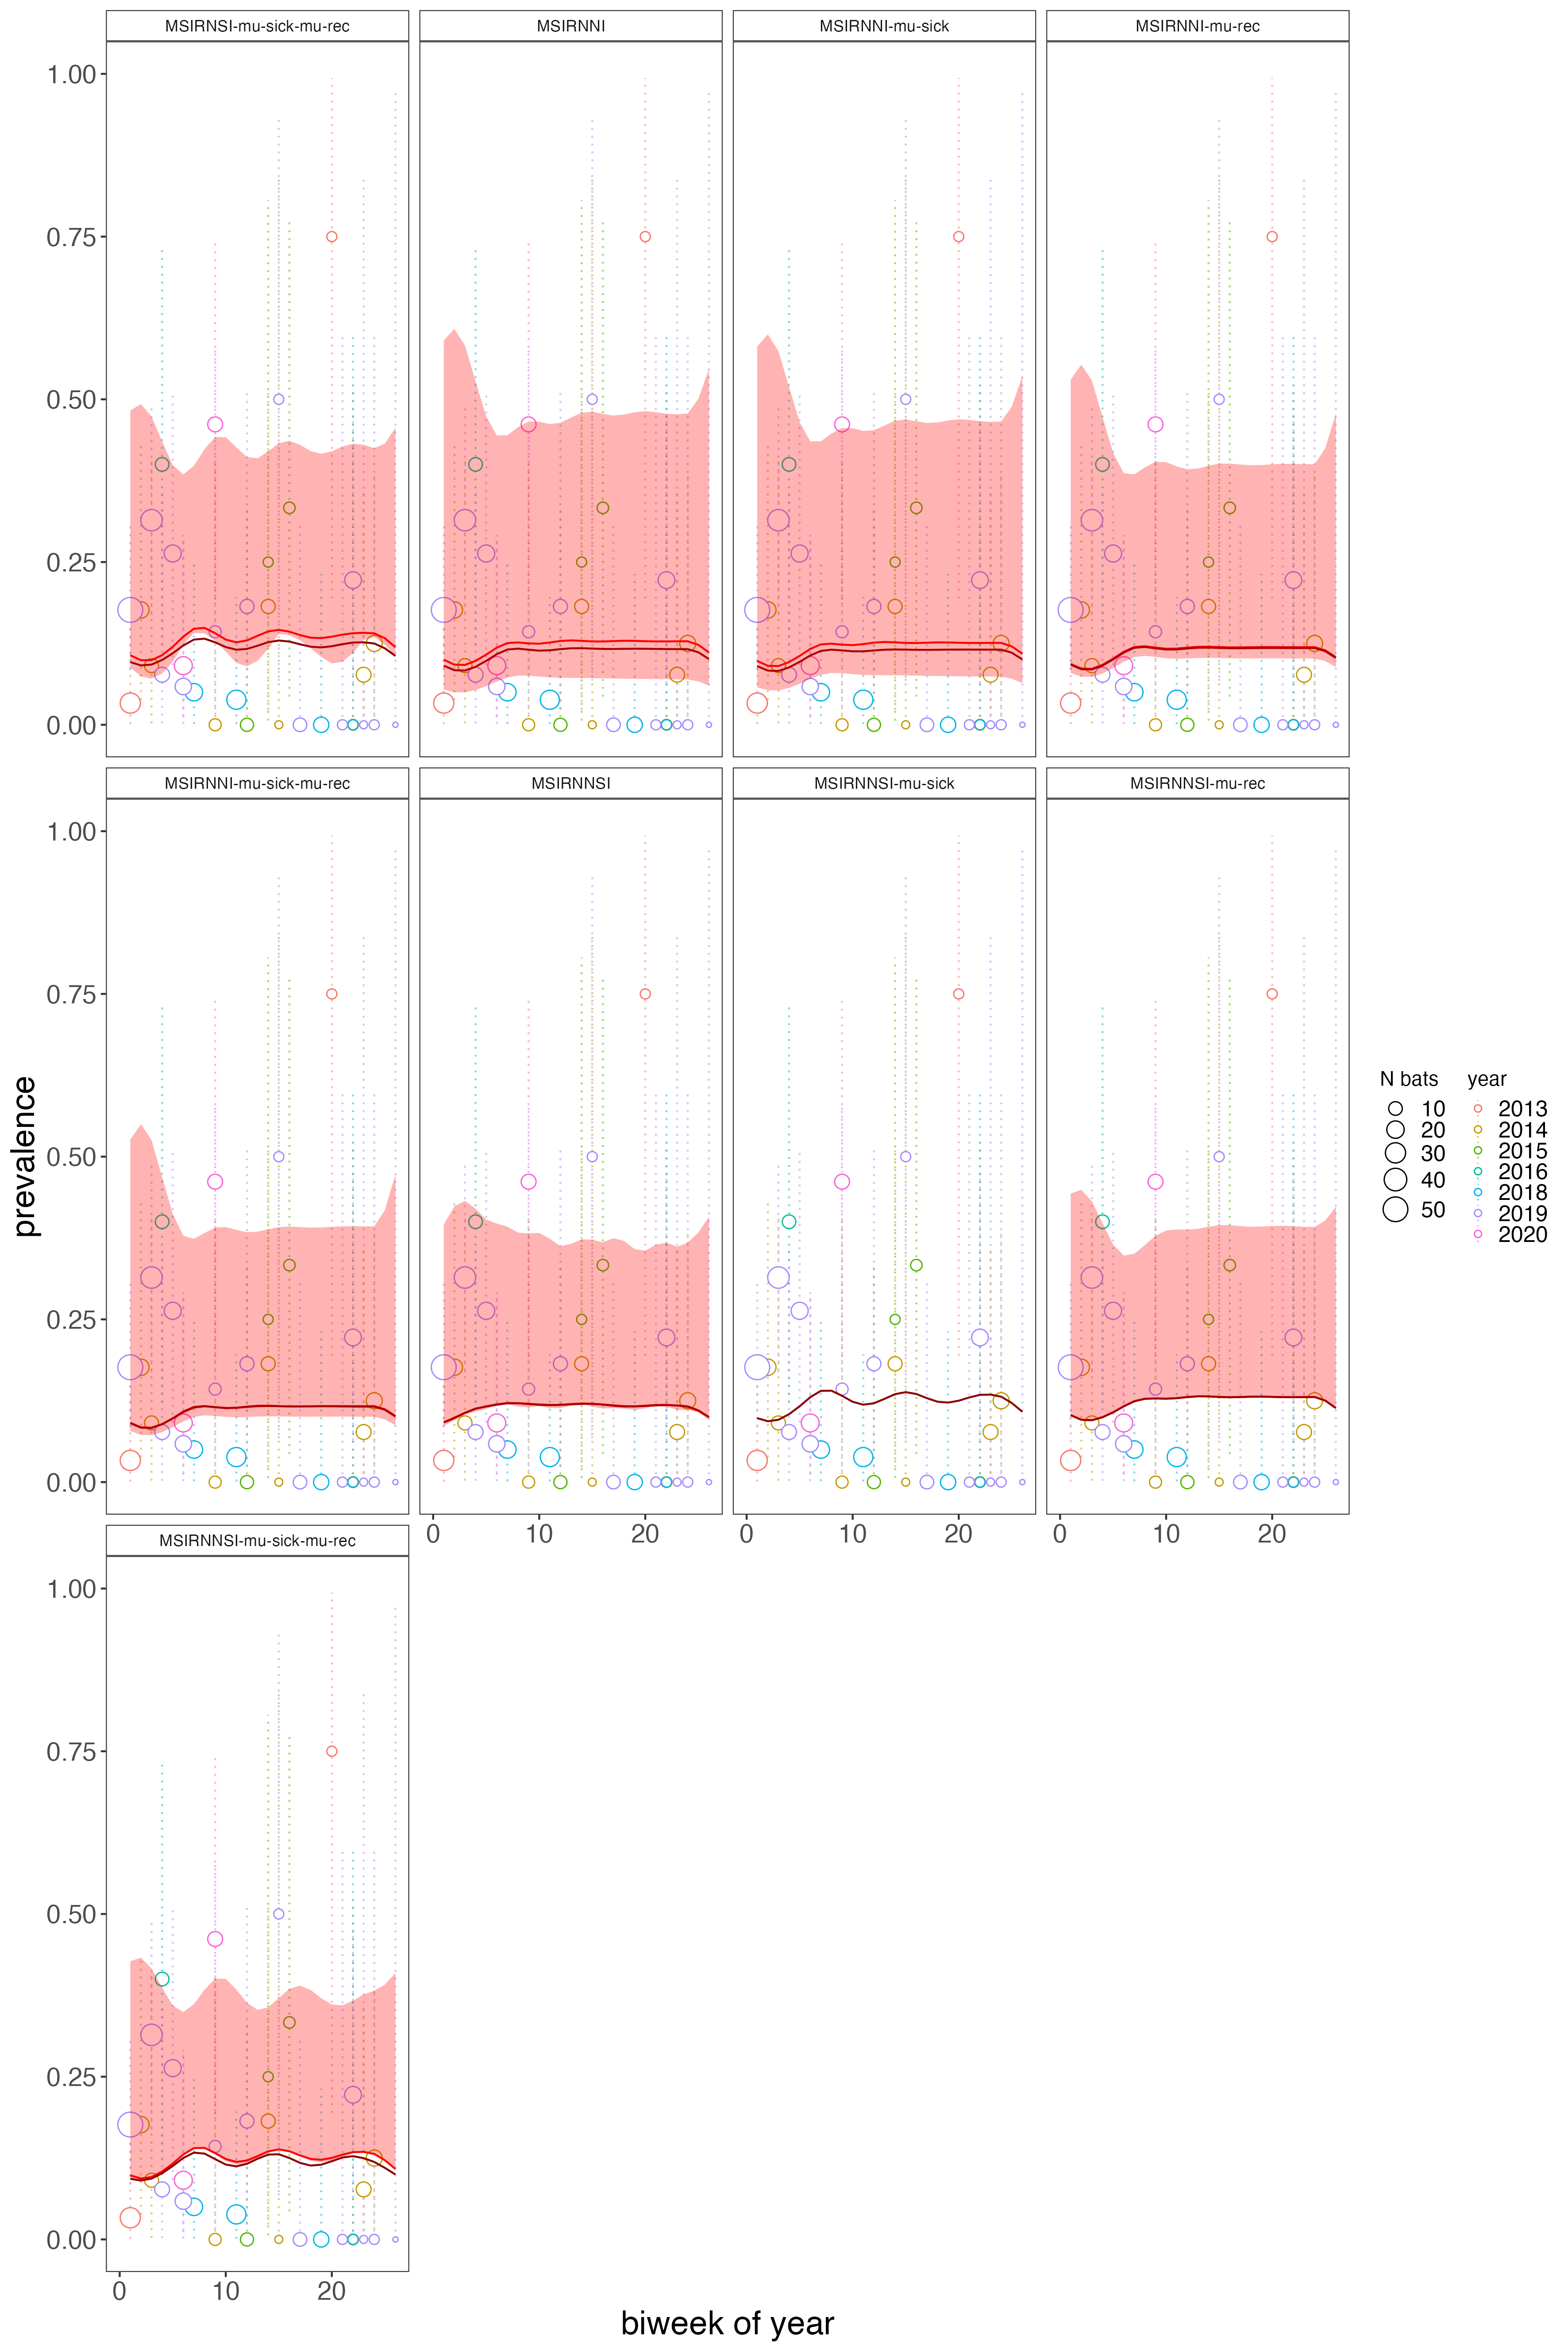 MSIRNSI-mu-sick-mu-rec
MSIRNNI
MSIRNNI-mu-sick
MSIRNNI-mu-rec
1.00
0.75
0.50
0.25
0.00
MSIRNNI-mu-sick-mu-rec
MSIRNNSI
MSIRNNSI-mu-sick
MSIRNNSI-mu-rec
1.00
0.75
0.50
0.25
0.00
0 10 20
0 10 20
0 10 20
MSIRNNSI-mu-sick-mu-rec
1.00
0.75
0.50
0.25
0.00
0 10 20
prevalence
biweek of year
N bats
10
20
30
40
50
year
2013
2014
2015
2016
2018
2019
2020